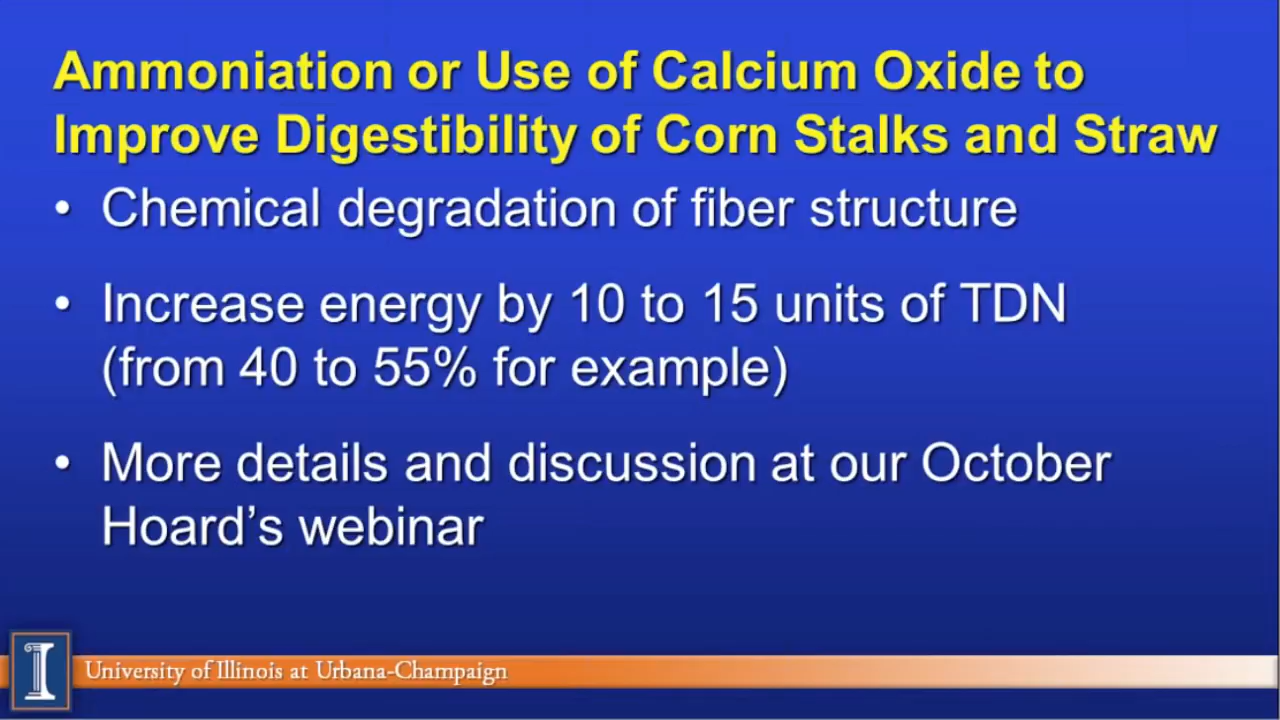 Ammoniation or Use of Calcium Oxide to
Improve Digestibility of Corn Stalks and Straw
• Chemical degradation of fiber structure
• Increase energy by 10 to 15 units of TDN
(from 40 to 55% for example)
• More details and discussion at our October
Hoard’s webinar
I
University of Illinois at Urbana-Champaign